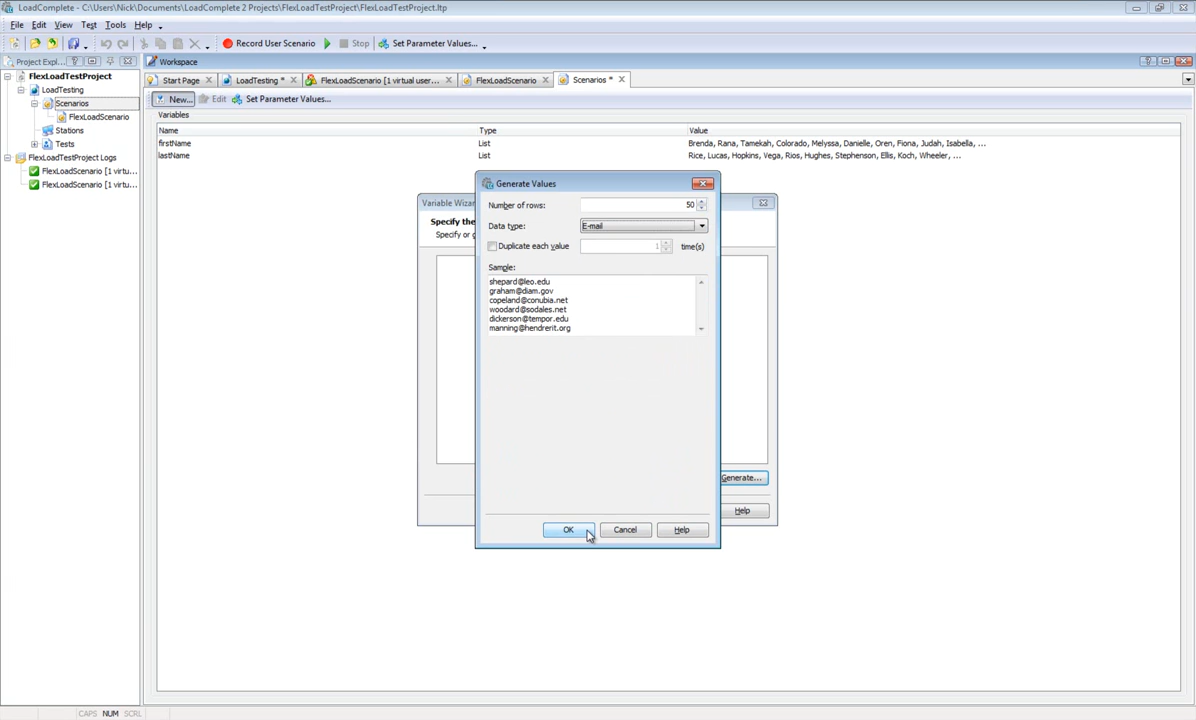 LoadComplete - C:\Users\Nick\Documents\LoadComplete 2 Projects\FlexLoadTestProject\FlexLoadTestProject.ltp
File Edit View Test Tools Help
Record User Scenario Stop Set Parameter Values...
Project Expl...
Workspace
FlexLoadTestProject
LoadTesting
Scenarios
FlexLoadScenario
Stations
Tests
FlexLoadTestProject Logs
FlexLoadScenario [1 virtu...
FlexLoadScenario [1 virtu...
Start Page LoadTesting * FlexLoadScenario [1 virtual user... FlexLoadScenario Scenarios *
New... Edit Set Parameter Values...
Variables
Name Type Value
firstName List Brenda, Rana, Tamekah, Colorado, Melyssa, Danielle, Oren, Fiona, Judah, Isabella, ...
lastName List Rice, Lucas, Hopkins, Vega, Rios, Hughes, Stephenson, Ellis, Koch, Wheeler, ...
Variable Wiza
Specify the
Specify or g
Generate...
Help
Generate Values
Number of rows: 50
Data type: E-mail
Duplicate each value 1 time(s)
Sample:
shepard@leo.edu
graham@diam.gov
copeland@conubia.net
woodard@sodales.net
dickerson@tempor.edu
manning@hendrerit.org
OK Cancel Help
CAPS NUM SCRL